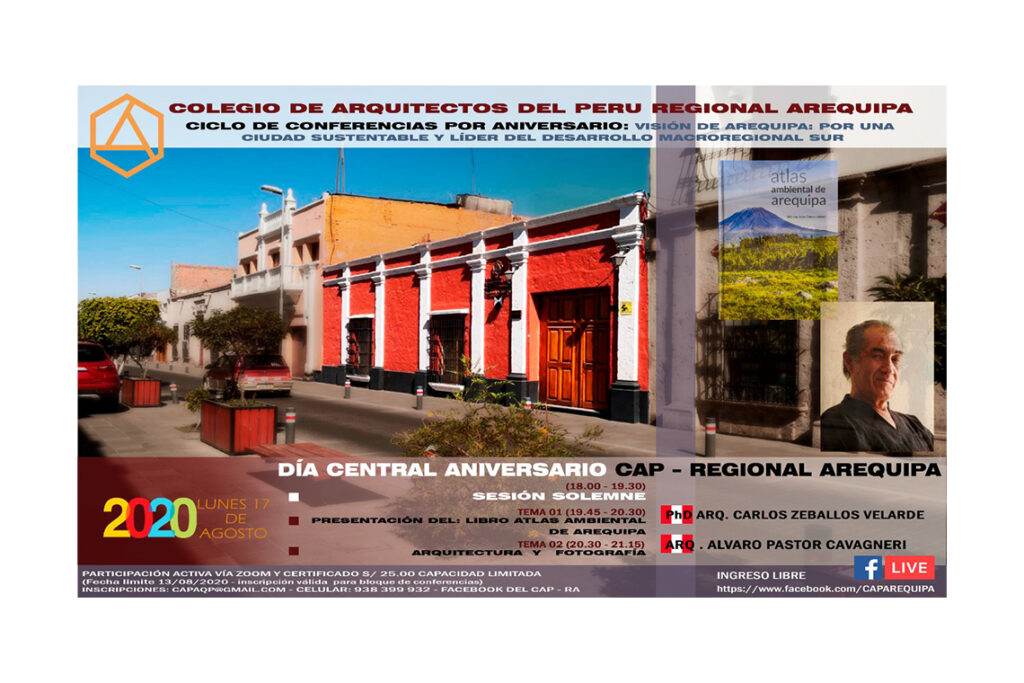 COLEGIO DE ARQUITECTOS DEL PERU REGIONAL AREQUIPA
CICLO DE CONFERENCIAS POR ANIVERSARIO: VISIÓN DE AREQUIPA: POR UNA
CIUDAD SUSTENTABLE Y LÍDER DEL DESARROLLO MACROREGIONAL SUR
atlas
ambiental de
arequipa
DÍA CENTRAL ANIVERSARIO CAP - REGIONAL AREQUIPA
(18.00 - 19.30)
SESIÓN SOLEMNE
2020 LUNES 17
DE
AGOSTO
TEMA 01 (19.45 - 20.30)
PRESENTACIÓN DEL: LIBRO ATLAS AMBIENTAL
DE AREQUIPA
PhD ARQ. CARLOS ZEBALLOS VELARDE
TEMA 02 (20.30 - 21.15)
ARQUITECTURA Y FOTOGRAFÍA
ARQ . ALVARO PASTOR CAVAGNERI
PARTICIPACIÓN ACTIVA VÍA ZOOM Y CERTIFICADO S/ 25.00 CAPACIDAD LIMITADA
(Fecha limite 13/08/2020 - inscripción válida para bloque de conferencias)
INSCRIPCIONES: CAPAQP@GMAIL.COM - CELULAR: 938 399 932 - FACEBOOK DEL CAP - RA
f LIVE
INGRESO LIBRE
https://www.facebook.com/CAPAREQUIPA